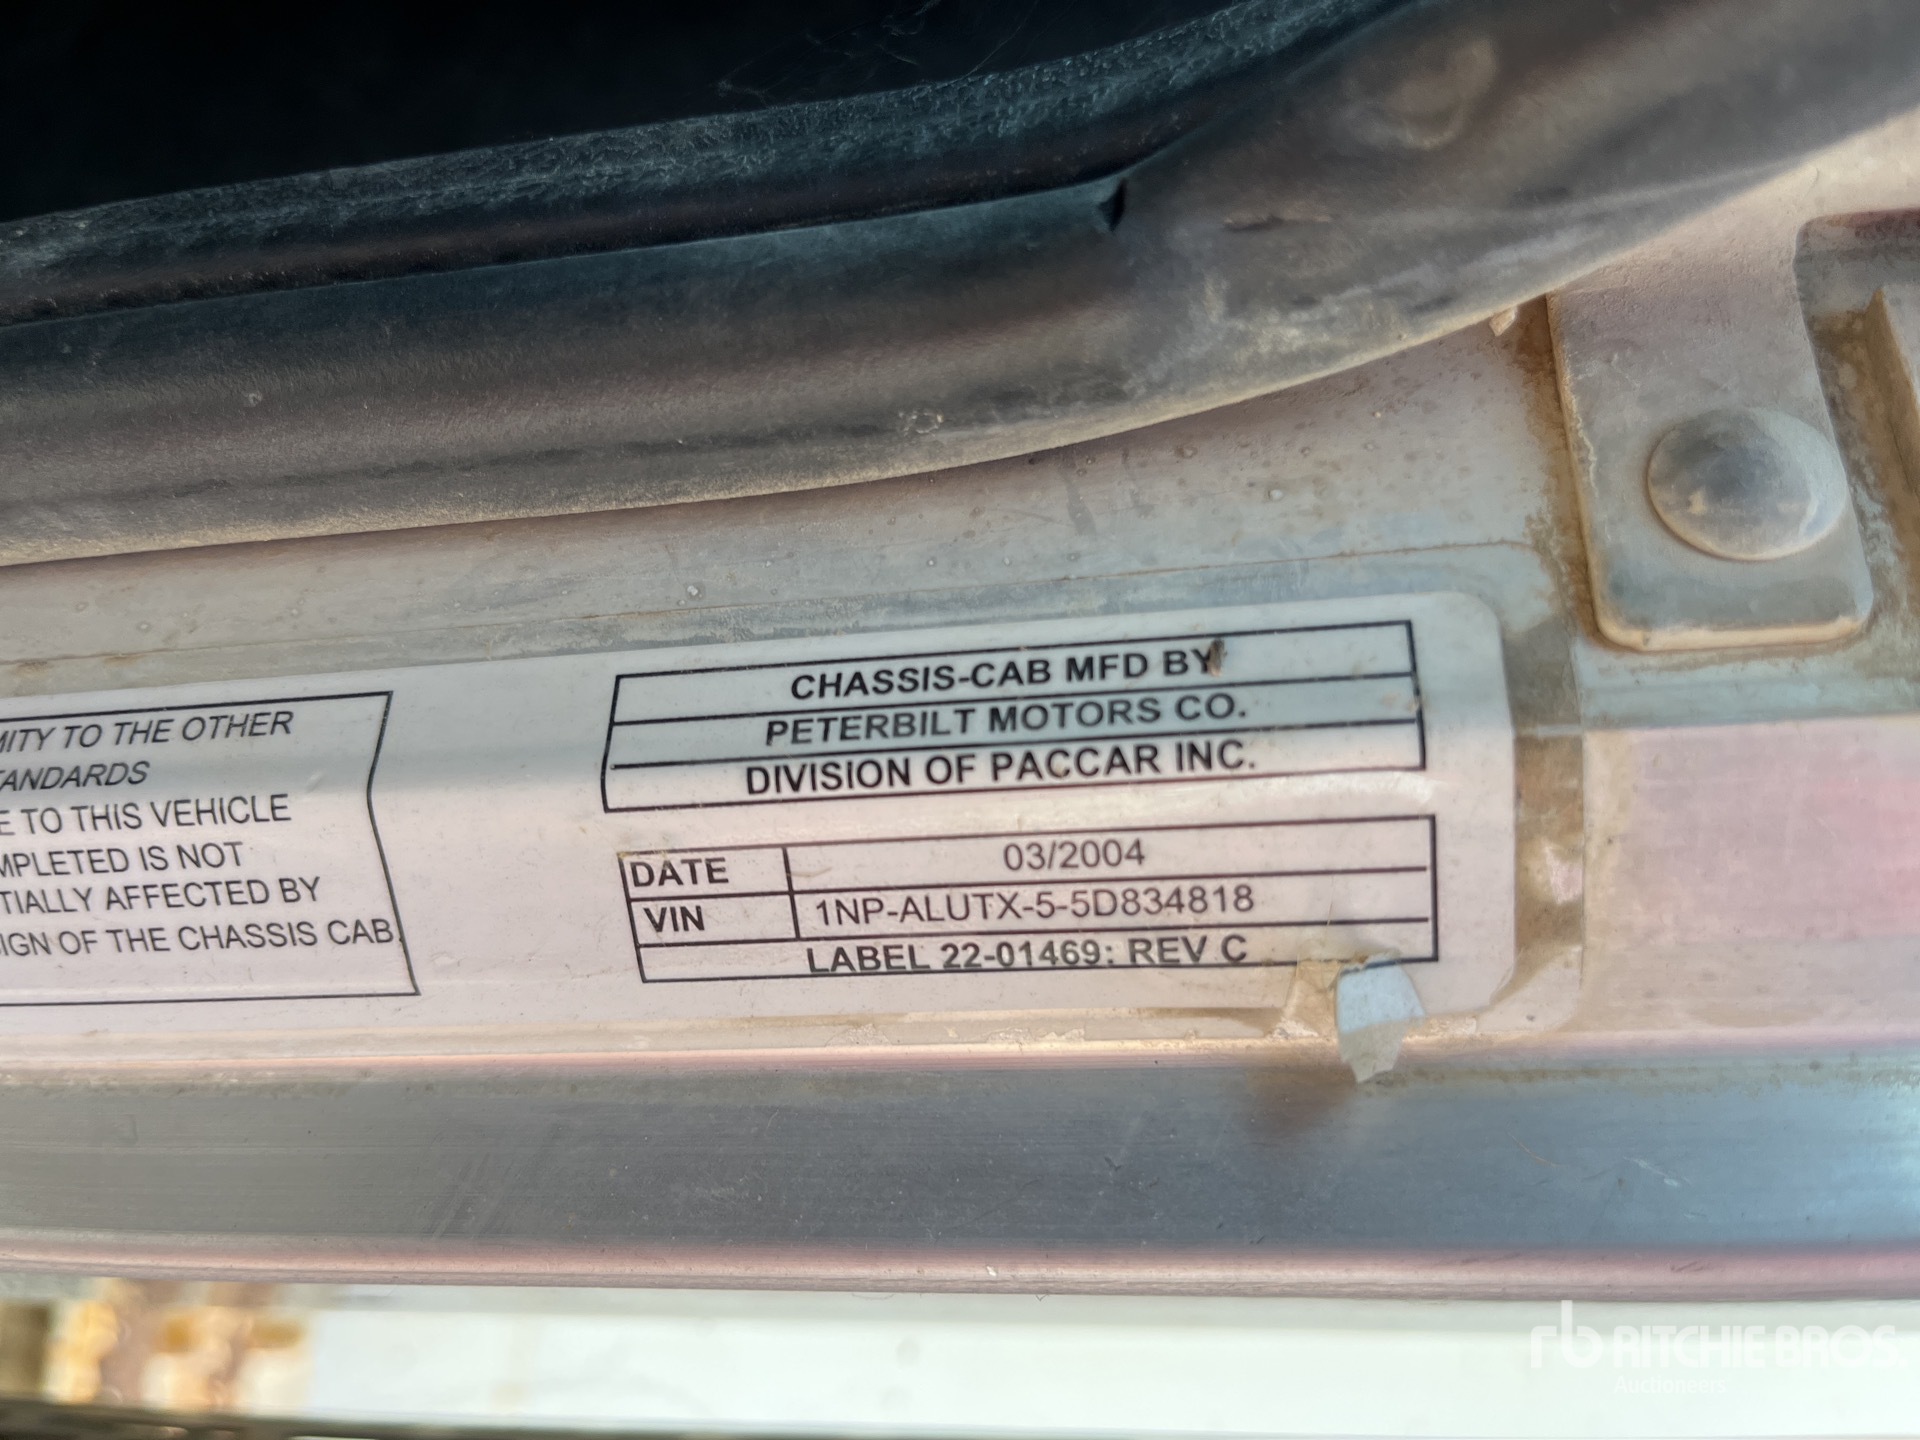 MITY TO THE OTHER
TANDARDS
E TO THIS VEHICLE
MPLETED IS NOT
TIALLY AFFECTED BY
IGN OF THE CHASSIS CAB.
CHASSIS-CAB MFD BY
PETERBILT MOTORS CO.
DIVISION OF PACCAR INC.
DATE 03/2004
VIN 1NP-ALUTX-5-5D834818
LABEL 22-01469: REV C
rb RITCHIE BROS.
Auctioneers